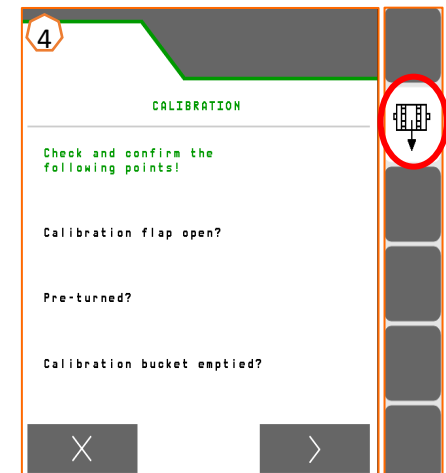 4
CALIBRATION
Check and confirm the
following points!
Calibration flap open?
Pre-turned?
Calibration bucket emptied?